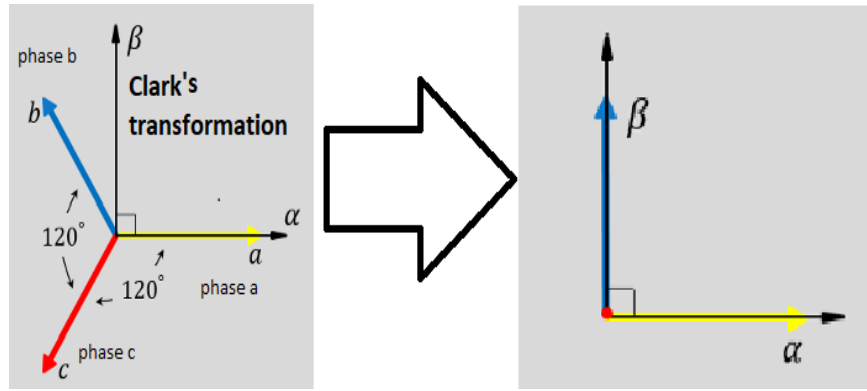 β
phase b
Clark's
transformation
b
120°
α
a
120°
phase a
phase c
c
β
α